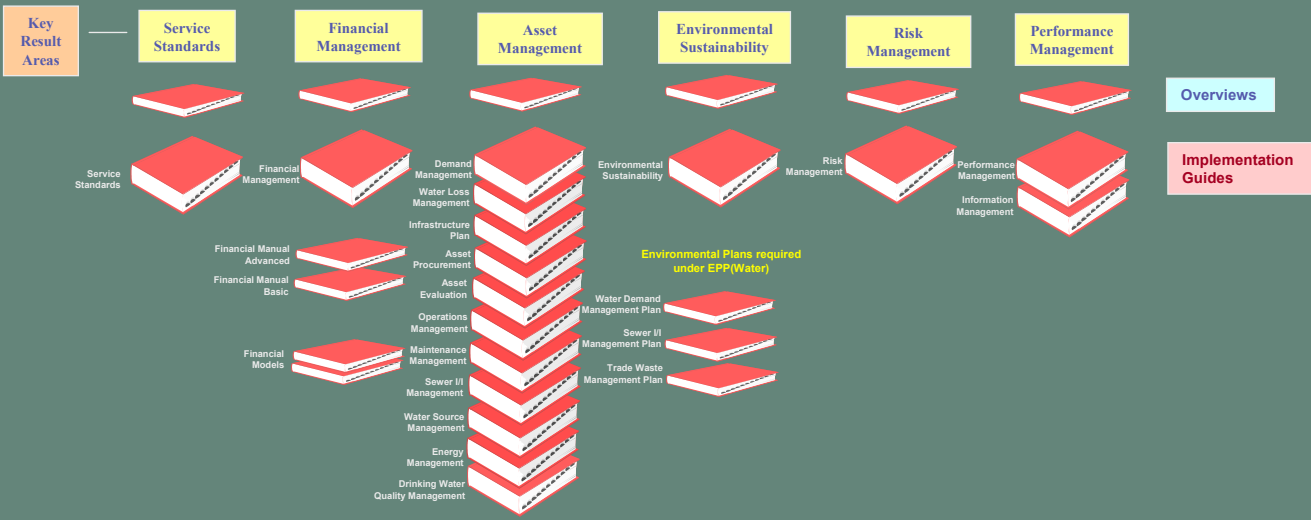 Key
Result
Areas
Service
Standards
Financial
Management
Asset
Management
Environmental
Sustainability
Risk
Management
Performance
Management
Overviews
Implementation
Guides
Service
Standards
Financial
Management
Financial Manual
Advanced
Financial Manual
Basic
Financial
Models
Demand
Management
Water Loss
Management
Infrastructure
Plan
Asset
Procurement
Asset
Evaluation
Operations
Management
Maintenance
Management
Sewer I/I
Management
Water Source
Management
Energy
Management
Drinking Water
Quality Management
Environmental
Sustainability
Environmental Plans required
under EPP(Water)
Water Demand
Management Plan
Sewer I/I
Management Plan
Trade Waste
Management Plan
Risk
Management
Performance
Management
Information
Management